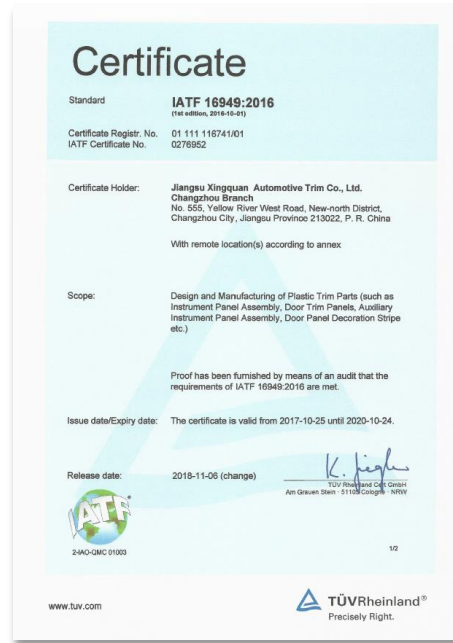 Certificate
Standard IATF 16949:2016
(1st edition, 2016-10-01)
Certificate Registr. No. 01 111 116741/01
IATF Certificate No. 0276952
Certificate Holder: Jiangsu Xingquan Automotive Trim Co., Ltd.
Changzhou Branch
No. 555, Yellow River West Road, New-north District,
Changzhou City, Jiangsu Province 213022, P. R. China
With remote location(s) according to annex
Scope: Design and Manufacturing of Plastic Trim Parts (such as
Instrument Panel Assembly, Door Trim Panels, Auxiliary
Instrument Panel Assembly, Door Panel Decoration Stripe
etc.)
Proof has been furnished by means of an audit that the
requirements of IATF 16949:2016 are met.
Issue date/Expiry date: The certificate is valid from 2017-10-25 until 2020-10-24.
Release date: 2018-11-06 (change)
TÜV Rheinland Cert GmbH
Am Grauen Stein · 51105 Cologne · NRW
IATF
2-IAO-QMC 01003
1/2
www.tuv.com
TÜVRheinland®
Precisely Right.